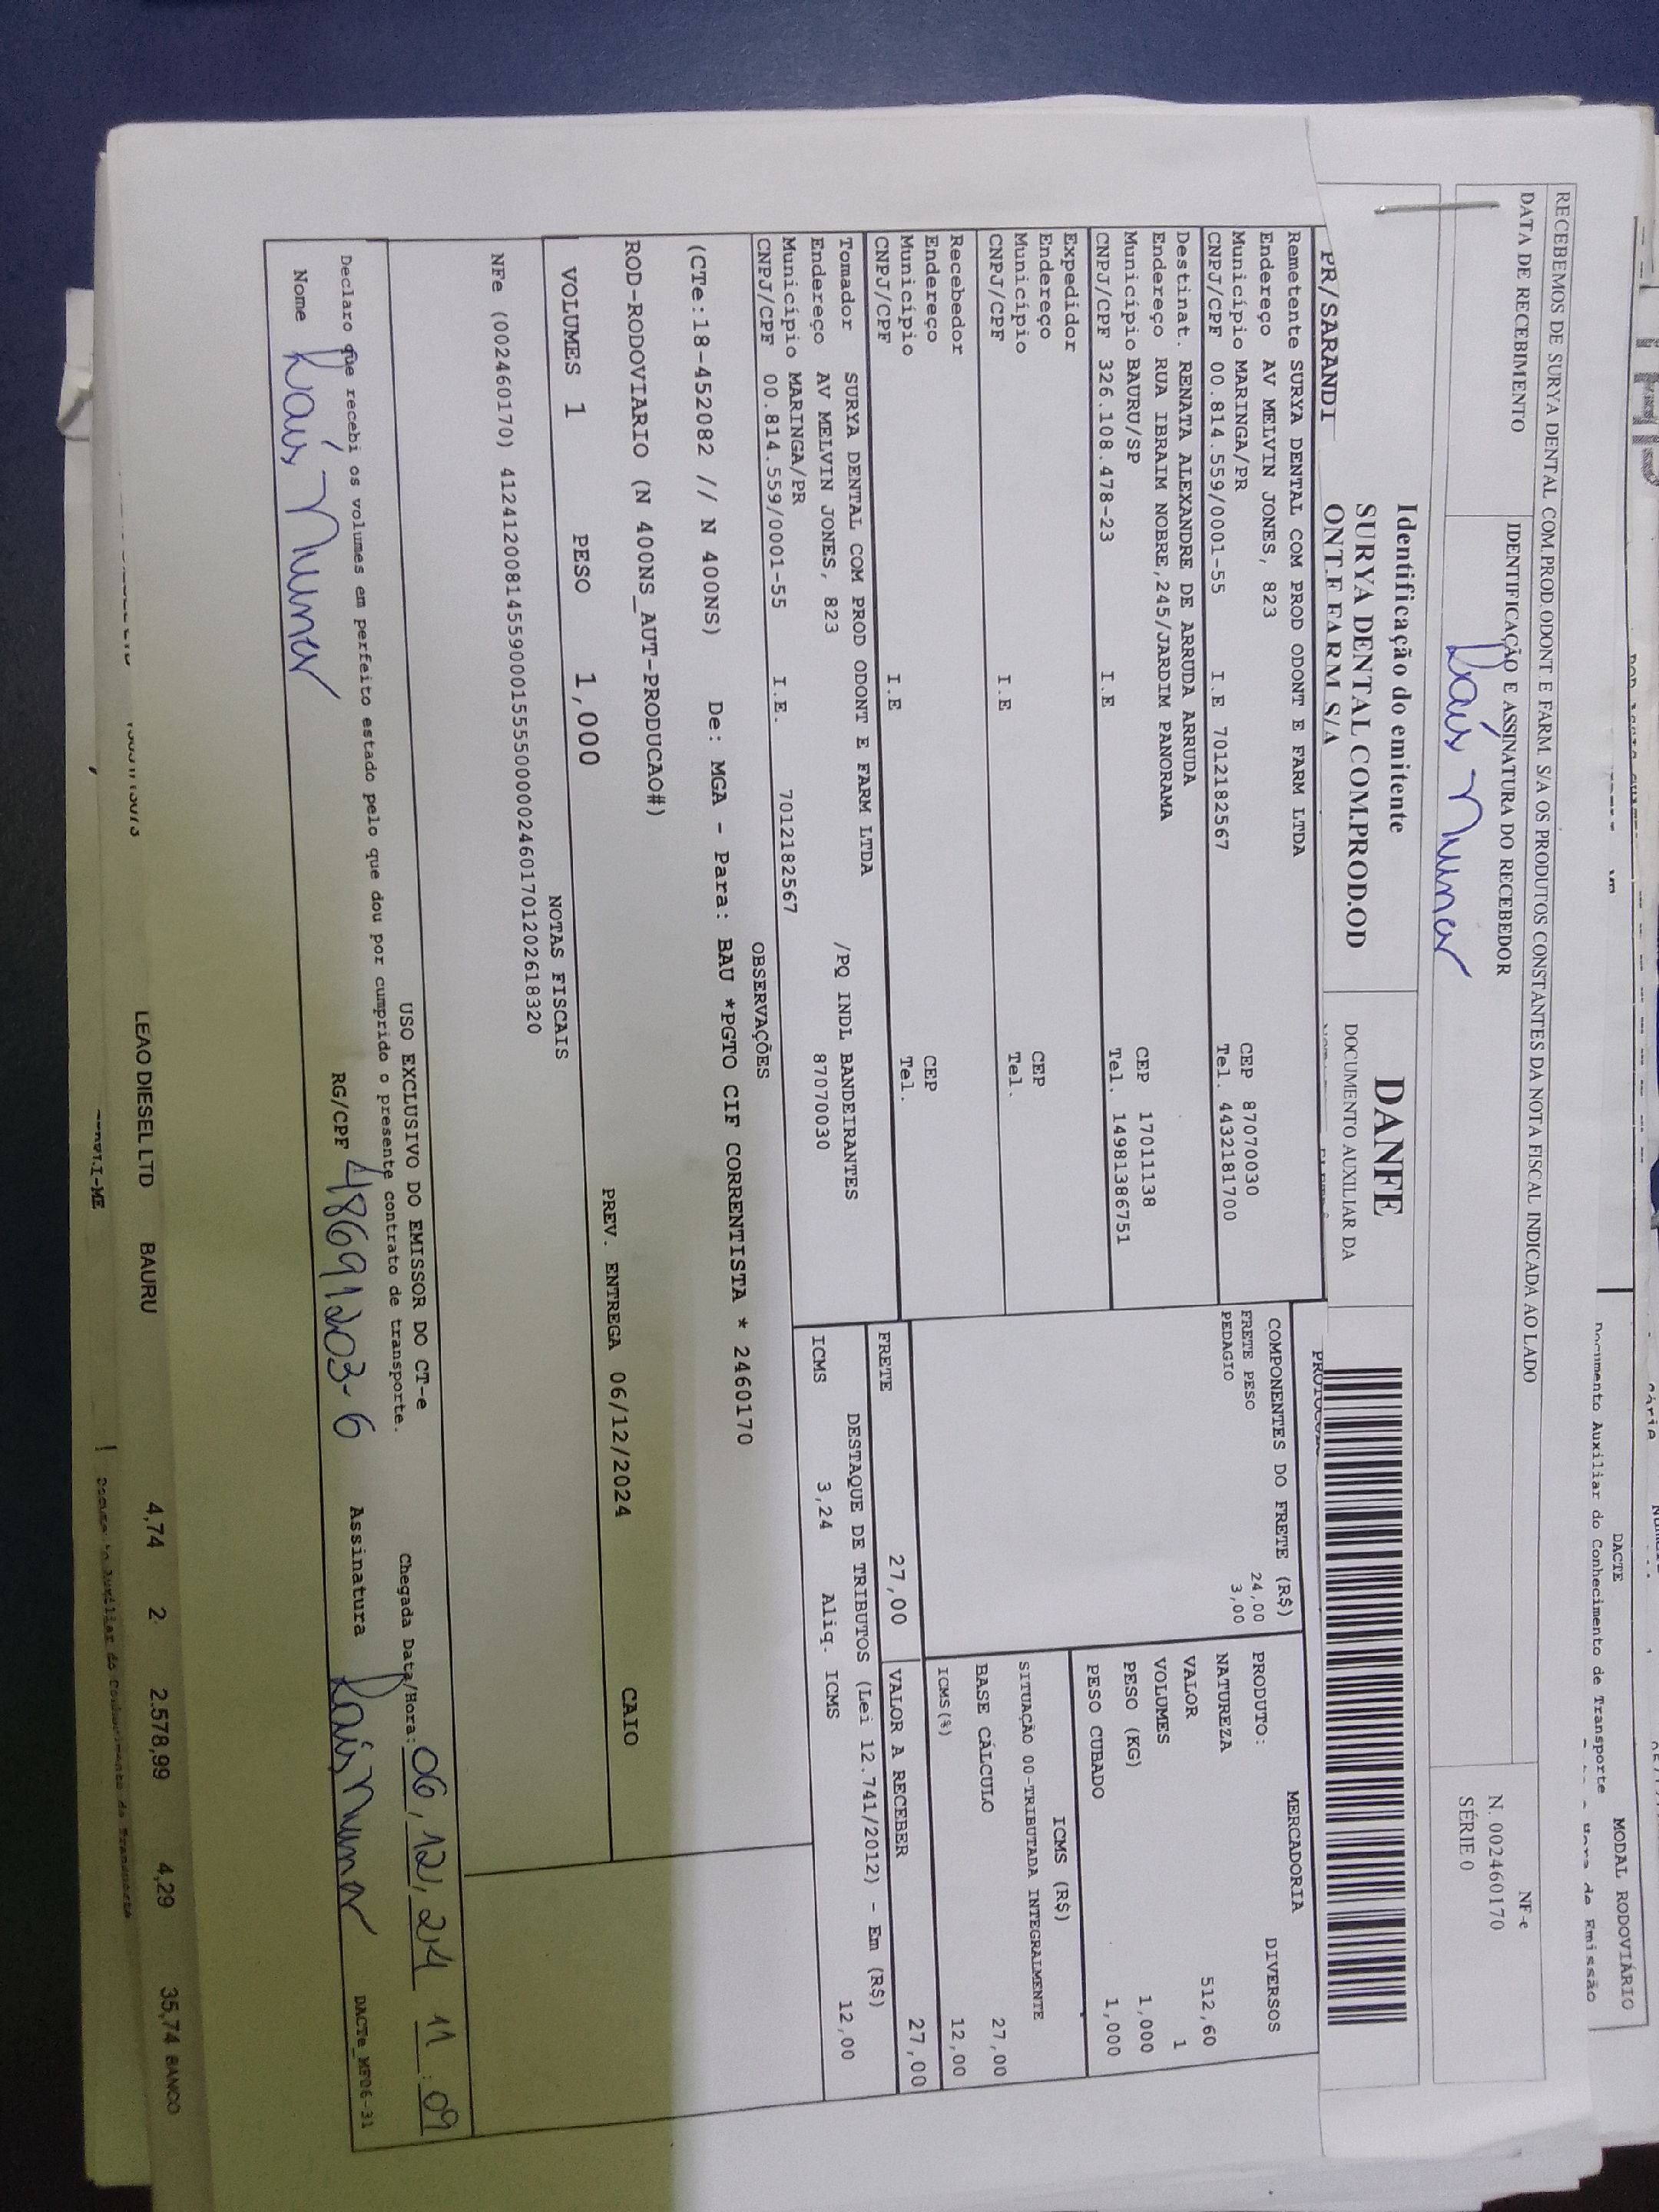 DACTE
MODAL RODOVIÁRIO
Documento Auxiliar do Conhecimento de Transporte
RECEBEMOS DE SURYA DENTAL COM.PROD.ODONT E FARM. S/A OS PRODUTOS CONSTANTES DA NOTA FISCAL INDICADA AO LADO
DATA DE RECEBIMENTO
IDENTIFICAÇÃO E ASSINATURA DO RECEBEDOR
NF-e
N. 002460170
SÉRIE 0
Identificação do emitente
SURYA DENTAL COM.PROD.OD
ONT.E FARM S/A
DANFE
DOCUMENTO AUXILIAR DA
PR/SARANDI
Remetente SURYA DENTAL COM PROD ODONT E FARM LTDA
Endereço AV MELVIN JONES, 823
Município MARINGA/PR
CEP 87070030
CNPJ/CPF 00.814.559/0001-55 I.E 7012182567
Tel. 4432181700
Destinat. RENATA ALEXANDRE DE ARRUDA ARRUDA
Endereço RUA IBRAIM NOBRE,245/JARDIM PANORAMA
Município BAURU/SP
CEP 17011138
CNPJ/CPF 326.108.478-23 I.E
Tel. 14981386751
Expedidor
Endereço
Município
CEP
CNPJ/CPF I.E
Tel.
Recebedor
Endereço
Município
CEP
CNPJ/CPF I.E
Tel.
Tomador SURYA DENTAL COM PROD ODONT E FARM LTDA
Endereço AV MELVIN JONES, 823 /PQ INDL BANDEIRANTES
Município MARINGA/PR 87070030
CNPJ/CPF 00.814.559/0001-55 I.E. 7012182567
COMPONENTES DO FRETE (R$)
FRETE PESO 24,00
PEDAGIO 3,00
MERCADORIA
PRODUTO: DIVERSOS
NATUREZA
VALOR 512,60
VOLUMES 1
PESO (KG) 1,000
PESO CUBADO 1,000
ICMS (R$)
SITUAÇÃO 00-TRIBUTADA INTEGRALMENTE
BASE CÁLCULO 27,00
ICMS(%) 12,00
FRETE 27,00
VALOR A RECEBER 27,00
DESTAQUE DE TRIBUTOS (Lei 12.741/2012) - Em (R$)
ICMS 3,24 Aliq. ICMS 12,00
OBSERVAÇÕES
(CTe:18-452082 // N 400NS) De: MGA - Para: BAU *PGTO CIF CORRENTISTA * 2460170
ROD-RODOVIARIO (N 400NS_AUT-PRODUCAO#)
PREV. ENTREGA 06/12/2024 CAIO
VOLUMES 1 PESO 1,000
NOTAS FISCAIS
NFe (002460170) 41241200814559000155550000024601701202618320
USO EXCLUSIVO DO EMISSOR DO CT-e
Declaro que recebi os volumes em perfeito estado pelo que dou por cumprido o presente contrato de transporte.
Chegada Data/Hora: 06/12/24 11:09
Nome
RG/CPF 48691203-6
Assinatura
DACTe_MF06-31
LEAO DIESEL LTD BAURU 4,74 2 2.578,99 4,29 35,74 BANCO